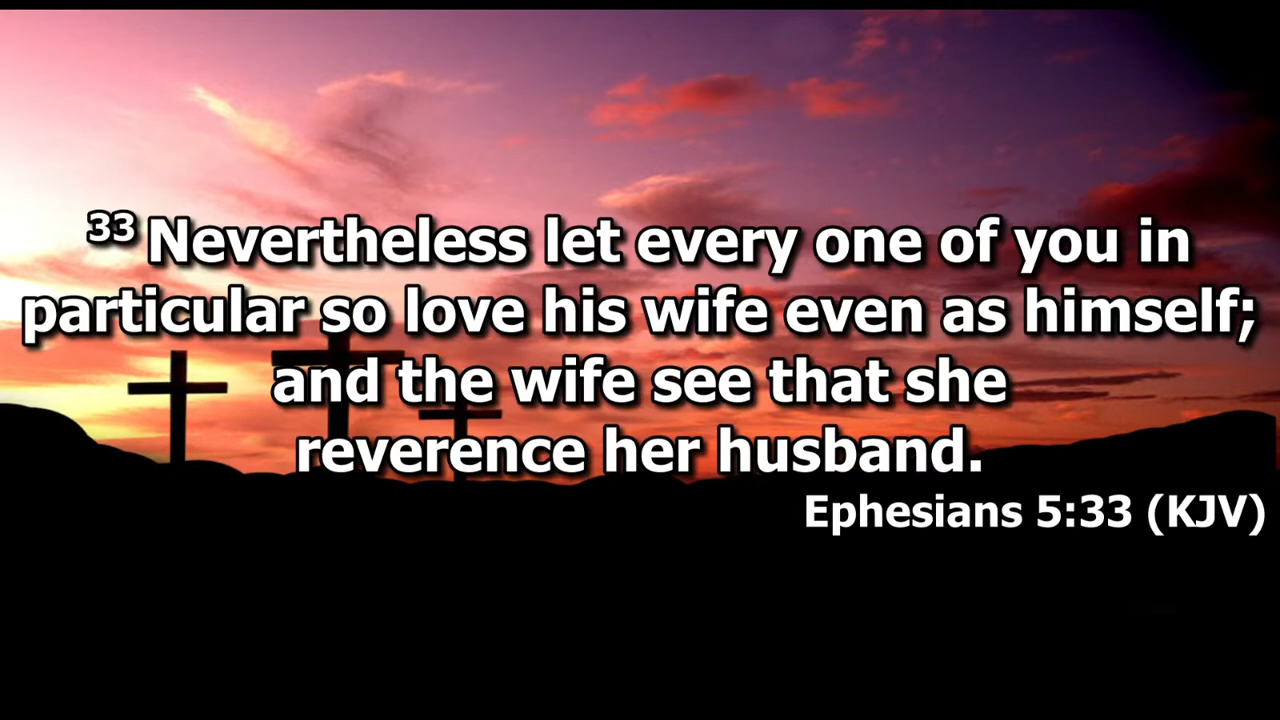 33 Nevertheless let every one of you in
particular so love his wife even as himself;
and the wife see that she
reverence her husband.
Ephesians 5:33 (KJV)